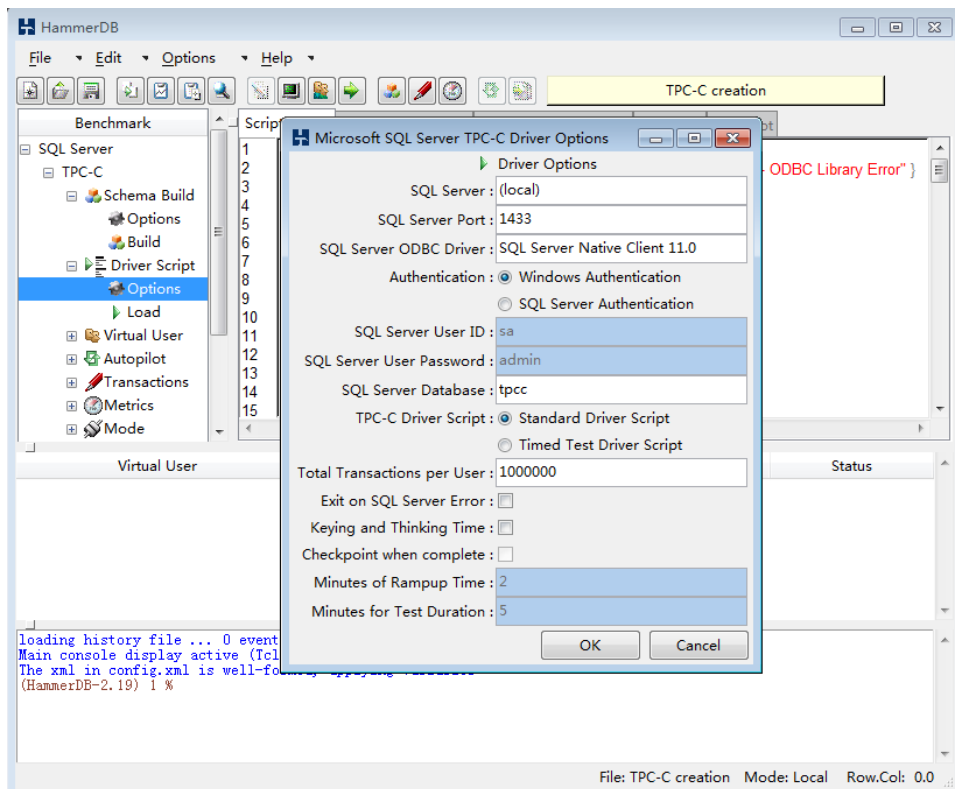 HammerDB
File Edit Options Help
TPC-C creation
Benchmark
SQL Server
TPC-C
Schema Build
Options
Build
Driver Script
Options
Load
Virtual User
Autopilot
Transactions
Metrics
Mode
1
2
3
4
5
6
7
8
9
10
11
12
13
14
15
- ODBC Library Error" }
Microsoft SQL Server TPC-C Driver Options
Driver Options
SQL Server : (local)
SQL Server Port : 1433
SQL Server ODBC Driver : SQL Server Native Client 11.0
Authentication : Windows Authentication
SQL Server Authentication
SQL Server User ID : sa
SQL Server User Password : admin
SQL Server Database : tpcc
TPC-C Driver Script : Standard Driver Script
Timed Test Driver Script
Total Transactions per User : 1000000
Exit on SQL Server Error :
Keying and Thinking Time :
Checkpoint when complete :
Minutes of Rampup Time : 2
Minutes for Test Duration : 5
OK Cancel
Virtual User Status
loading history file ... 0 event
Main console display active (Tcl
The xml in config.xml is well-fo
(HammerDB-2.19) 1 %
File: TPC-C creation Mode: Local Row.Col: 0.0